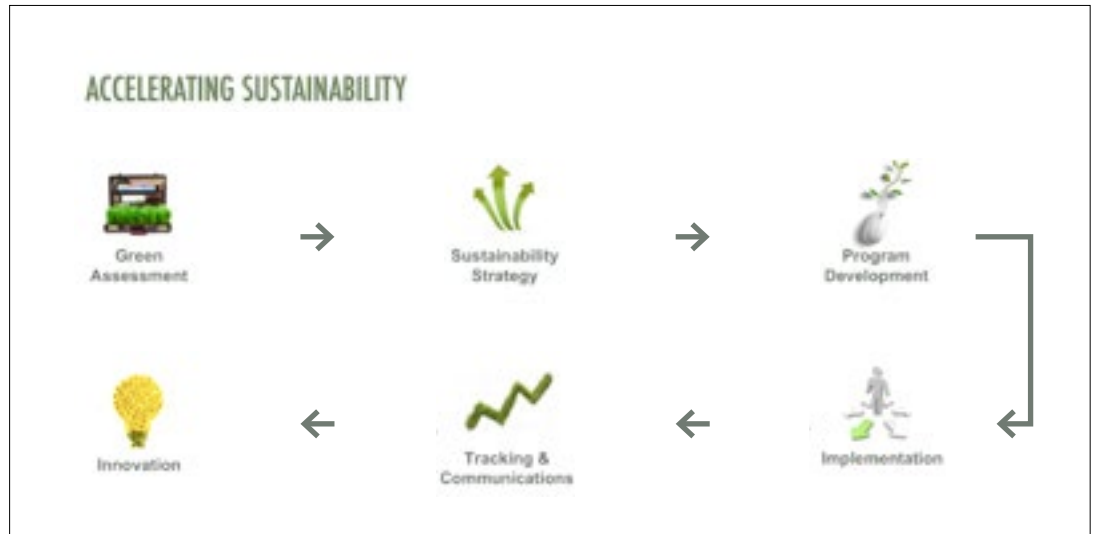 ACCELERATING SUSTAINABILITY
Green
Assessment
Sustainability
Strategy
Program
Development
Innovation
Tracking &
Communications
Implementation